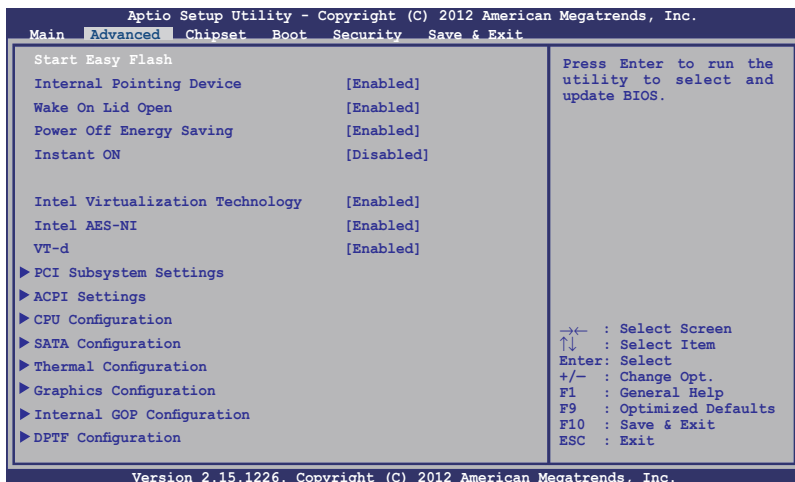 Aptio Setup Utility - Copyright (C) 2012 American Megatrends, Inc.
Main Advanced Chipset Boot Security Save & Exit
Start Easy Flash
Internal Pointing Device [Enabled]
Wake On Lid Open [Enabled]
Power Off Energy Saving [Enabled]
Instant ON [Disabled]
Intel Virtualization Technology [Enabled]
Intel AES-NI [Enabled]
VT-d [Enabled]
PCI Subsystem Settings
ACPI Settings
CPU Configuration
SATA Configuration
Thermal Configuration
Graphics Configuration
Internal GOP Configuration
DPTF Configuration
Press Enter to run the
utility to select and
update BIOS.
→← : Select Screen
↑↓ : Select Item
Enter: Select
+/— : Change Opt.
F1 : General Help
F9 : Optimized Defaults
F10 : Save & Exit
ESC : Exit
Version 2.15.1226. Copyright (C) 2012 American Megatrends, Inc.